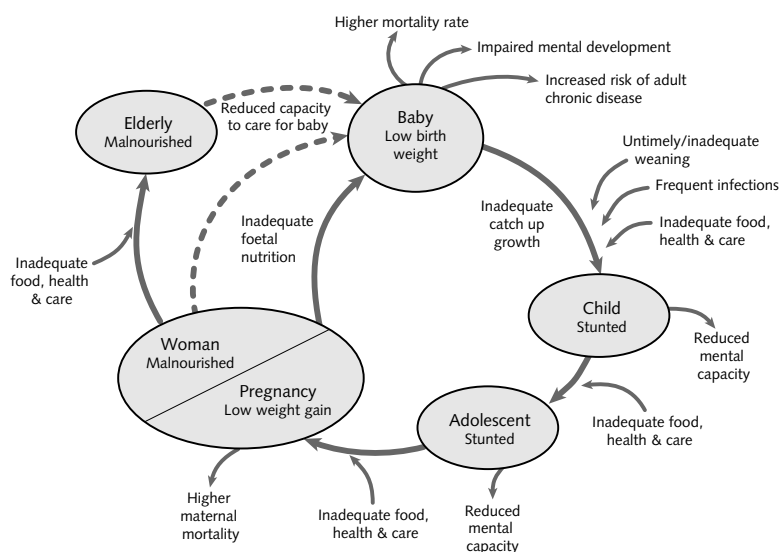 Higher mortality rate
Impaired mental development
Increased risk of adult
chronic disease
Elderly
Malnourished
Reduced capacity
to care for baby
Baby
Low birth
weight
Untimely/inadequate
weaning
Frequent infections
Inadequate food,
health & care
Inadequate
catch up
growth
Inadequate
foetal
nutrition
Inadequate
food, health
& care
Child
Stunted
Reduced
mental
capacity
Woman
Malnourished
Pregnancy
Low weight gain
Adolescent
Stunted
Inadequate food,
health & care
Higher
maternal
mortality
Inadequate food,
health & care
Reduced
mental
capacity